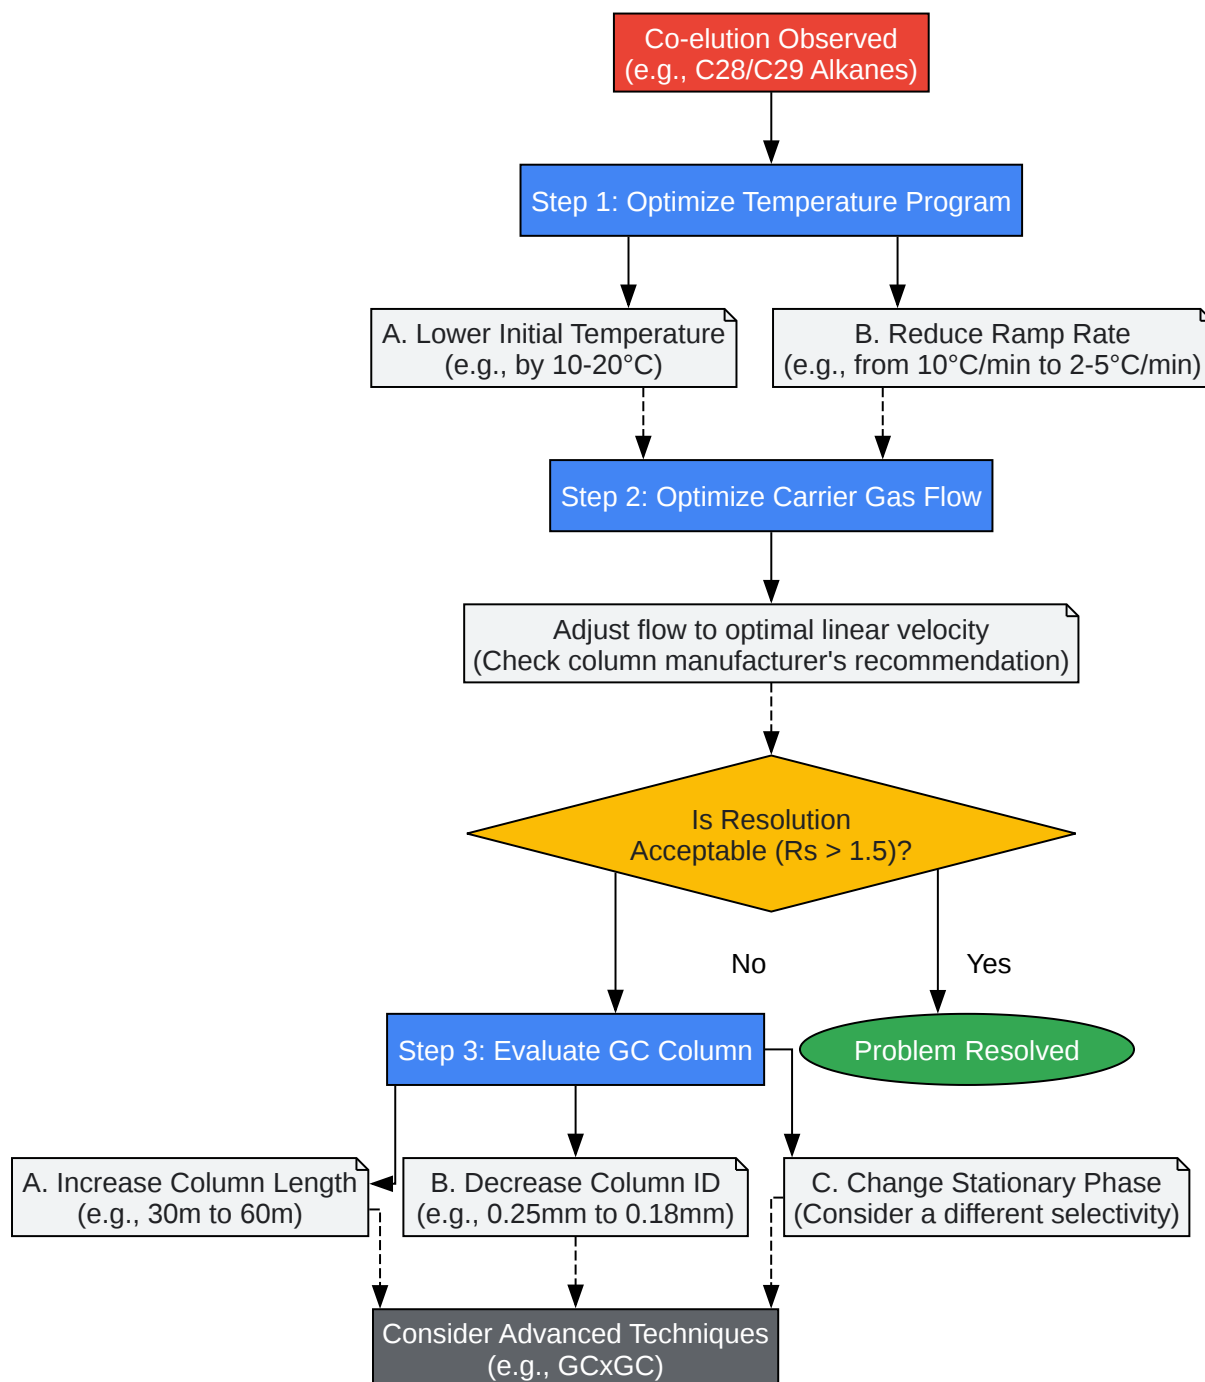 Co-elution Observed
(e.g., C28/C29 Alkanes)
Step 1: Optimize Temperature Program
A. Lower Initial Temperature
(e.g., by 10-20°C)
B. Reduce Ramp Rate
(e.g., from 10°C/min to 2-5°C/min)
Step 2: Optimize Carrier Gas Flow
Adjust flow to optimal linear velocity
(Check column manufacturer's recommendation)
Is Resolution
Acceptable (Rs > 1.5)?
No
Yes
Step 3: Evaluate GC Column
Problem Resolved
A. Increase Column Length
(e.g., 30m to 60m)
B. Decrease Column ID
(e.g., 0.25mm to 0.18mm)
C. Change Stationary Phase
(Consider a different selectivity)
Consider Advanced Techniques
(e.g., GCxGC)